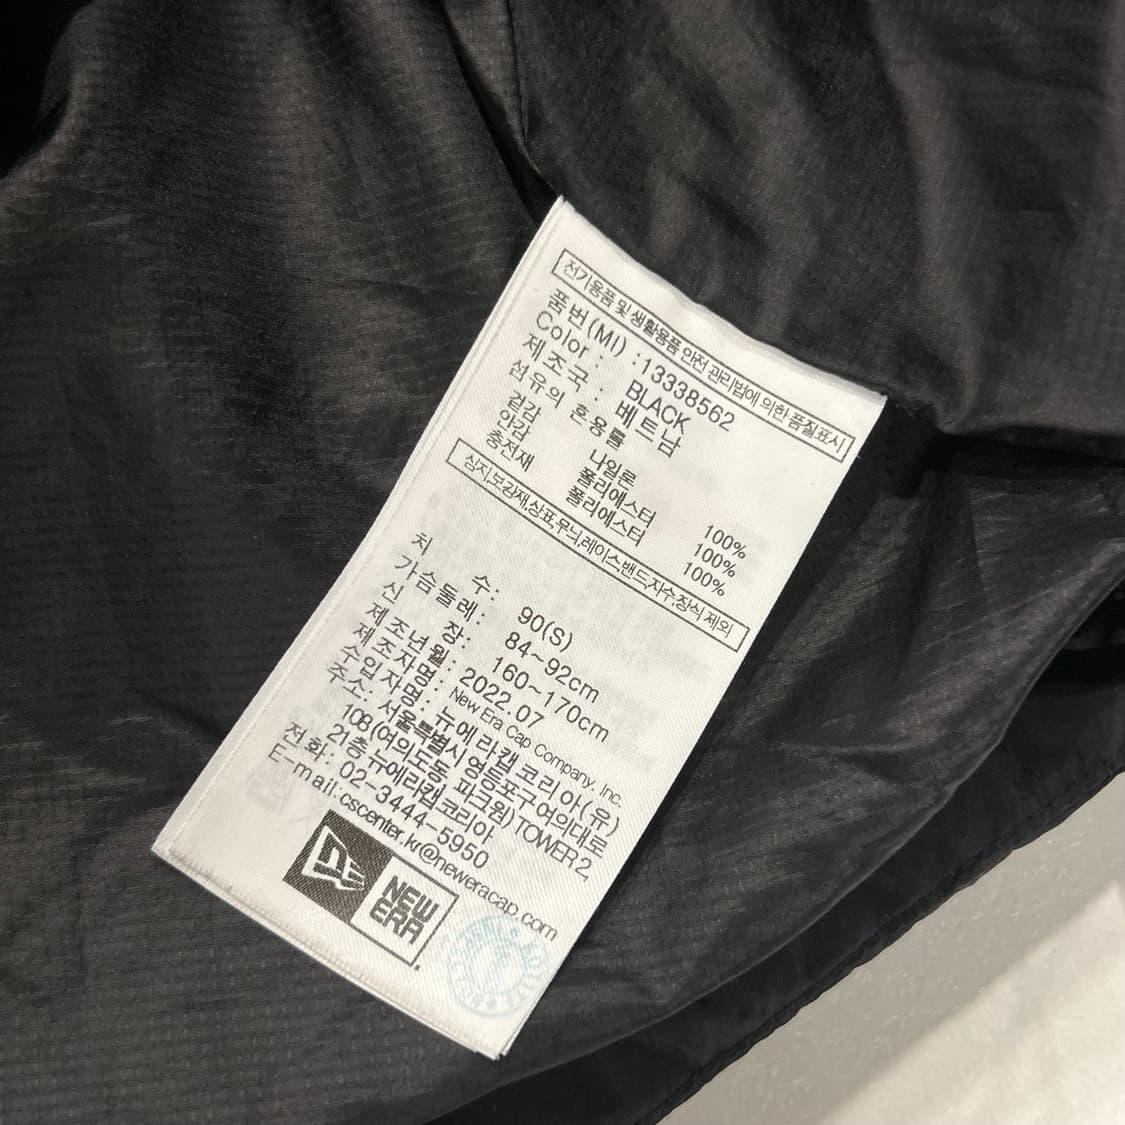 전기용품 및 생활용품 안전 관리법에 의한 품질표시
품번(MI) : 13338562
Color : BLACK
제조국 : 베트남
섬유의 혼용률
겉감 나일론 100%
안감 폴리에스터 100%
충전재 폴리에스터 100%
심지,보강재,상표,무늬,레이스,밴드,자수,장식 제외
치 수 : 90(S)
가슴둘레 : 84~92cm
신 장 : 160~170cm
제조년월 : 2022.07
제조자명 : New Era Cap Company, Inc.
수입자명 : 뉴에라캡코리아(유)
주소: 서울특별시 영등포구 여의대로
108(여의도동 파크원) TOWER 2,
21층 뉴에라캡코리아
전화: 02-3444-5950
E-mail:cscenter.kr@neweracap.com
NEW
ERA